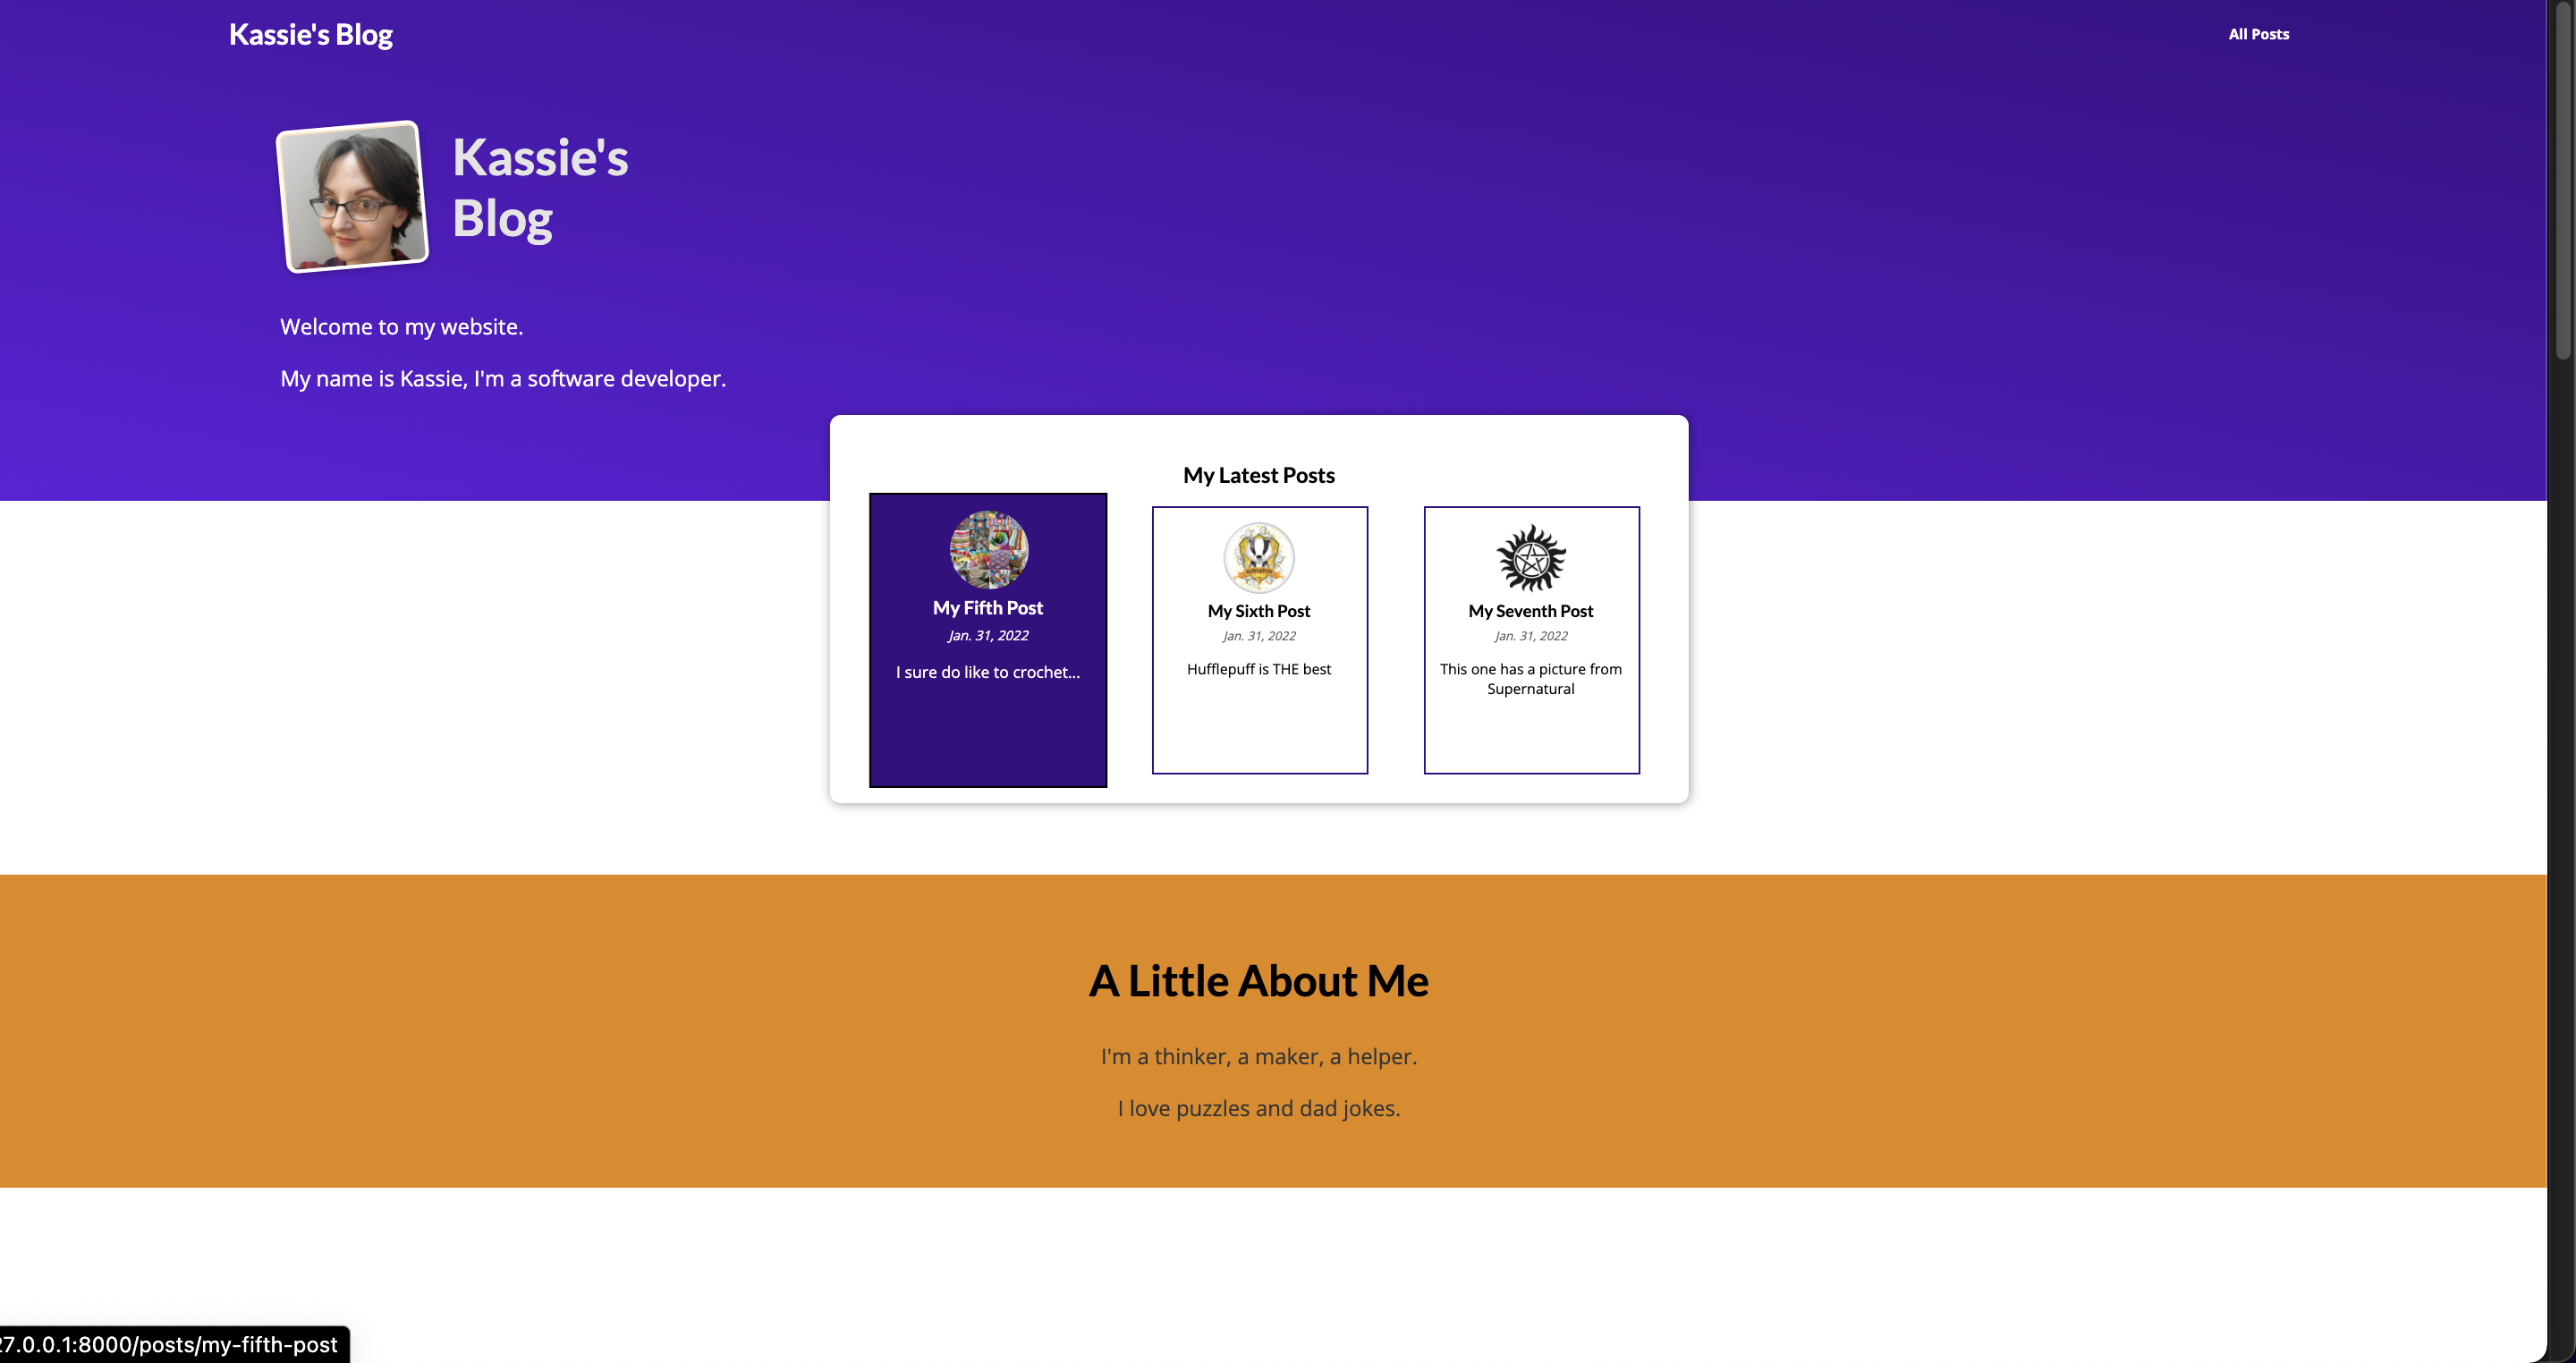 Kassie's Blog
All Posts
Kassie's
Blog
Welcome to my website.
My name is Kassie, I'm a software developer.
My Latest Posts
My Fifth Post
Jan. 31, 2022
I sure do like to crochet...
My Sixth Post
Jan. 31, 2022
Hufflepuff is THE best
My Seventh Post
Jan. 31, 2022
This one has a picture from
Supernatural
A Little About Me
I'm a thinker, a maker, a helper.
I love puzzles and dad jokes.
27.0.0.1:8000/posts/my-fifth-post